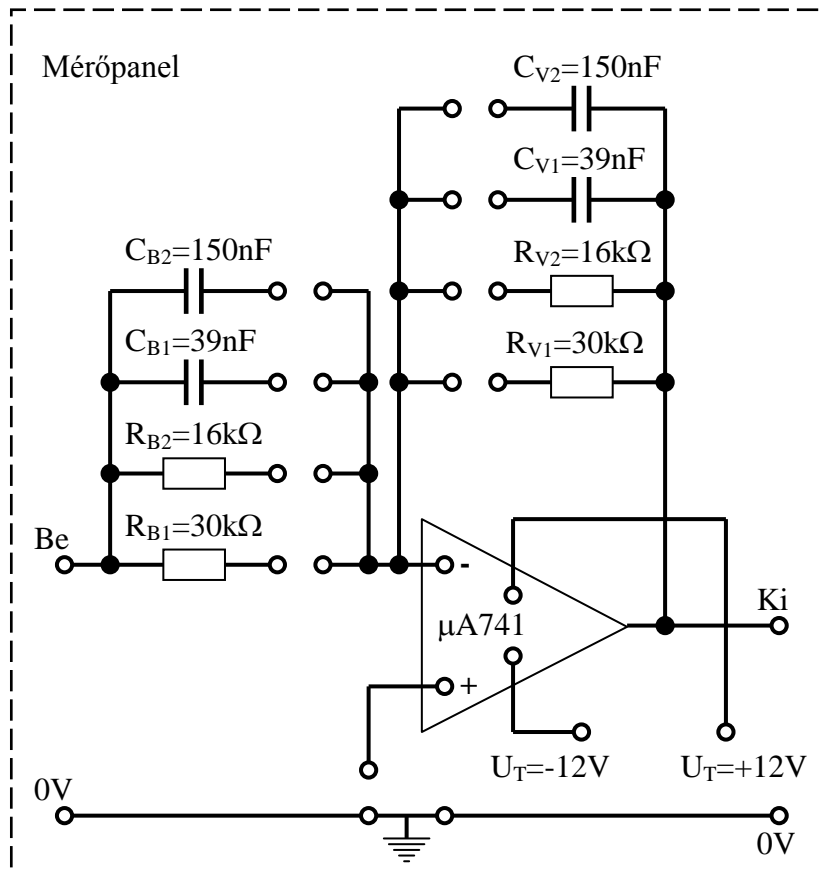 Mérőpanel
C_V2=150nF
C_V1=39nF
R_V2=16kΩ
R_V1=30kΩ
C_B2=150nF
C_B1=39nF
R_B2=16kΩ
R_B1=30kΩ
Be
-
μA741
+
Ki
U_T=-12V
U_T=+12V
0V
0V